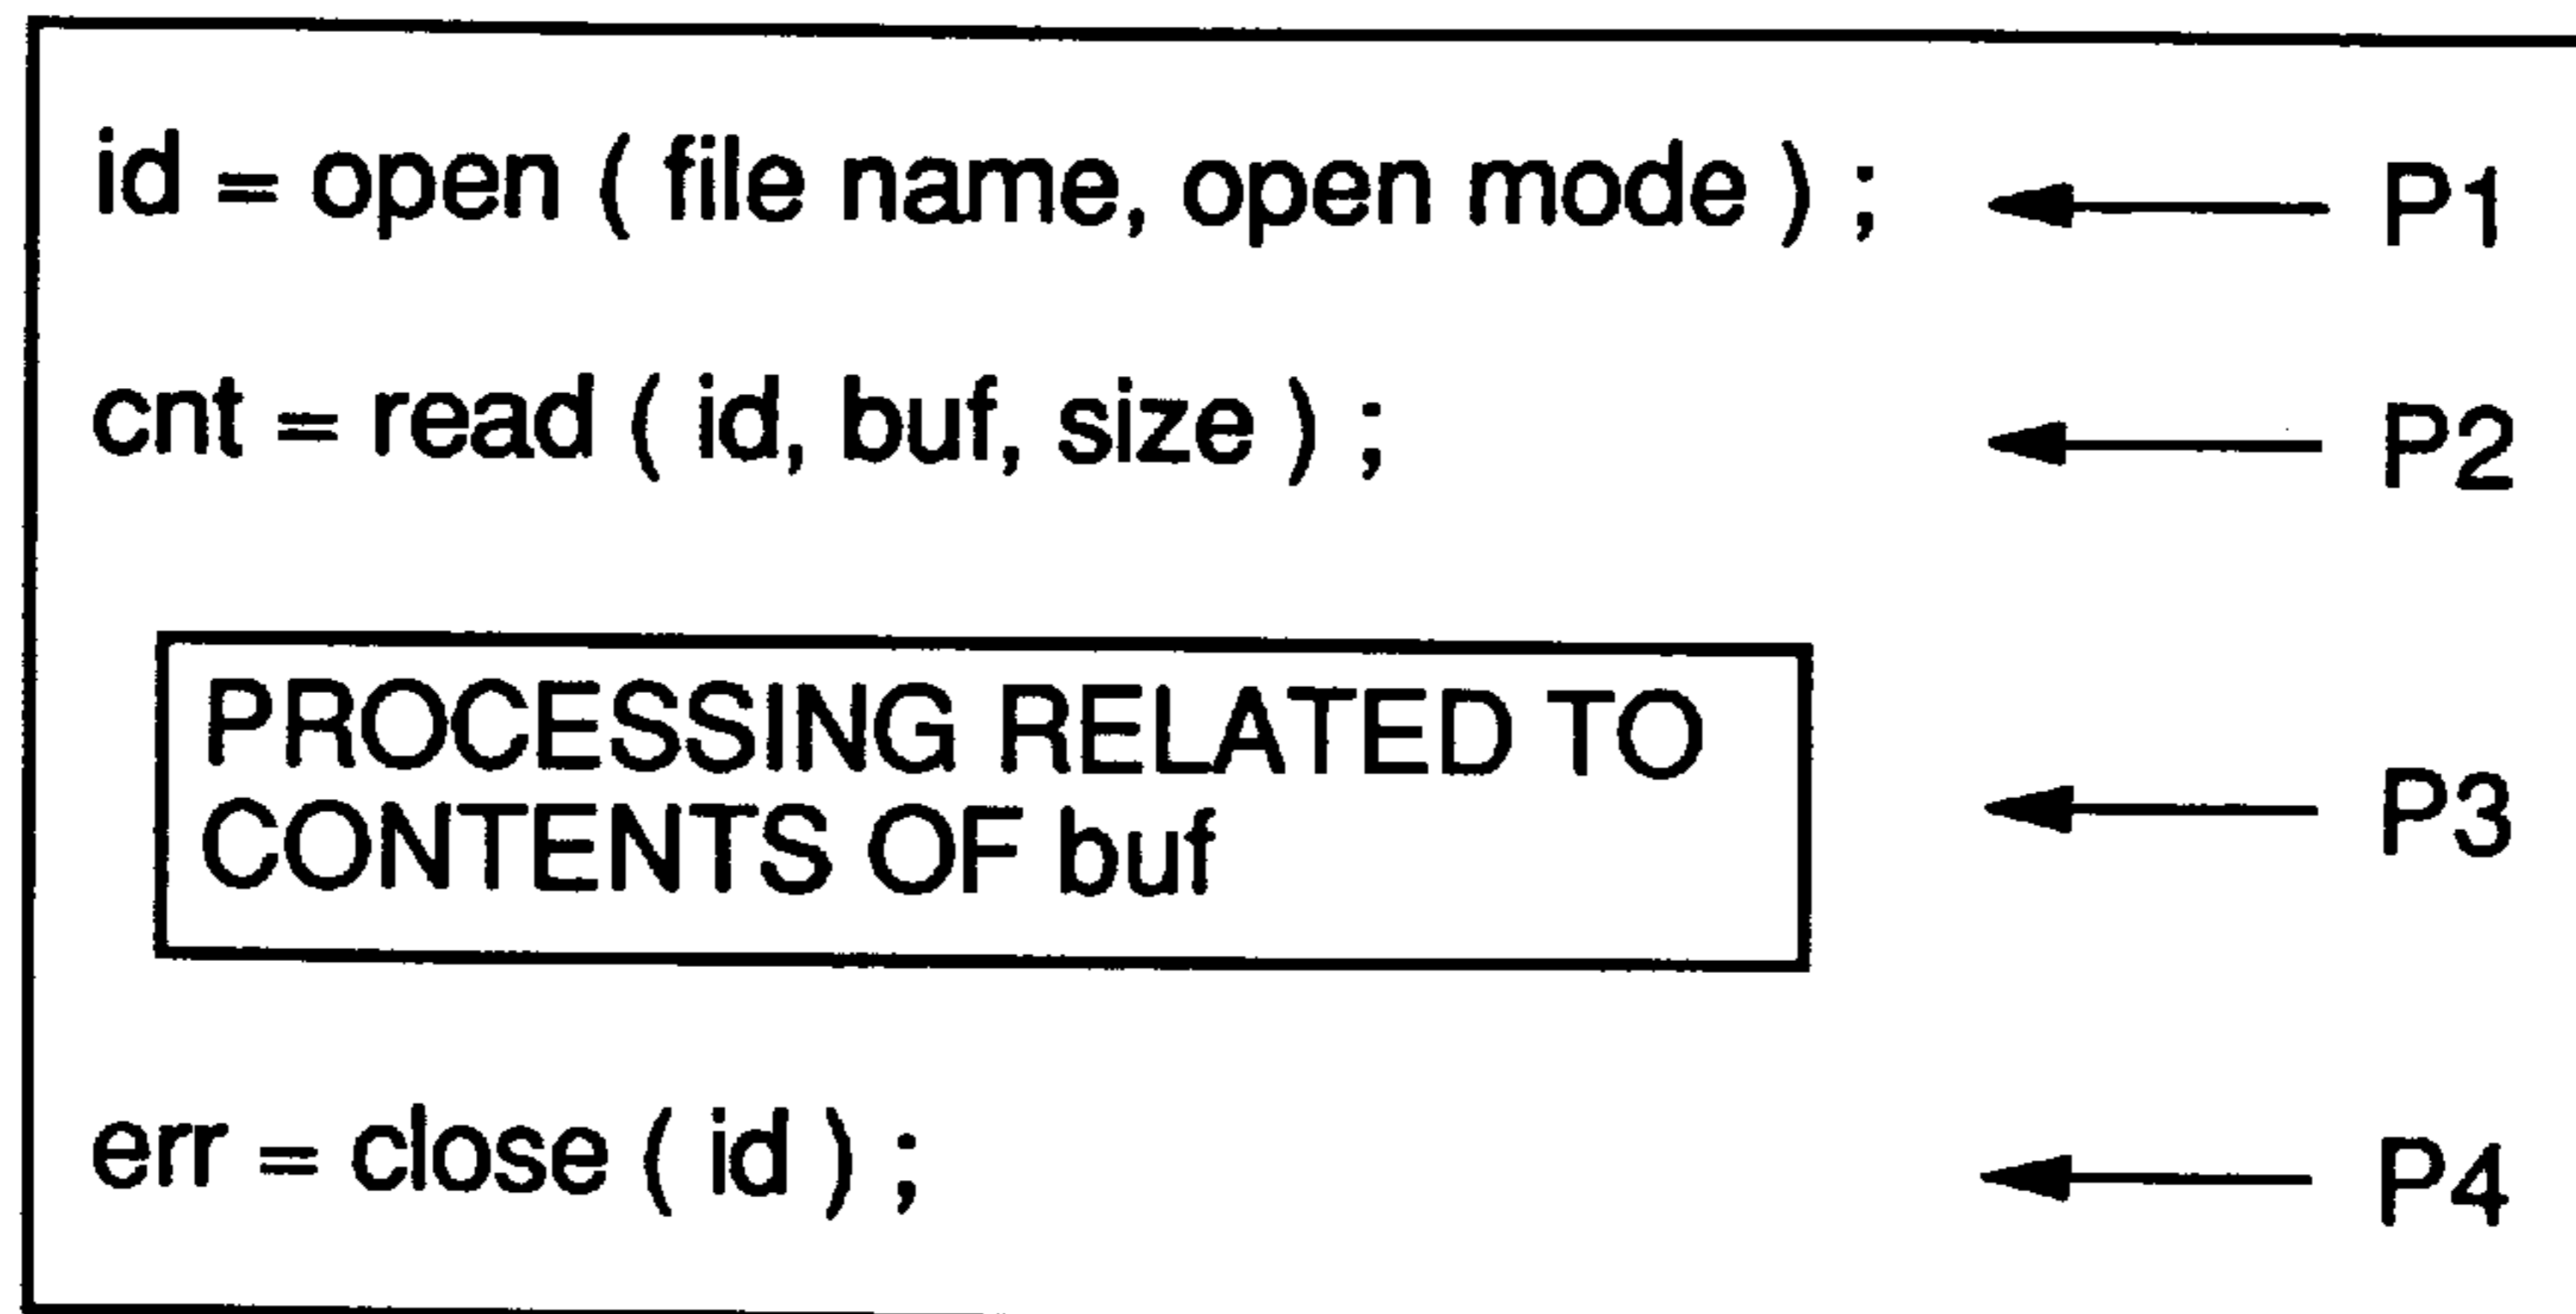 id = open ( file name, open mode ) ; P1
cnt = read ( id, buf, size ) ; P2
PROCESSING RELATED TO
CONTENTS OF buf P3
err = close ( id ) ; P4